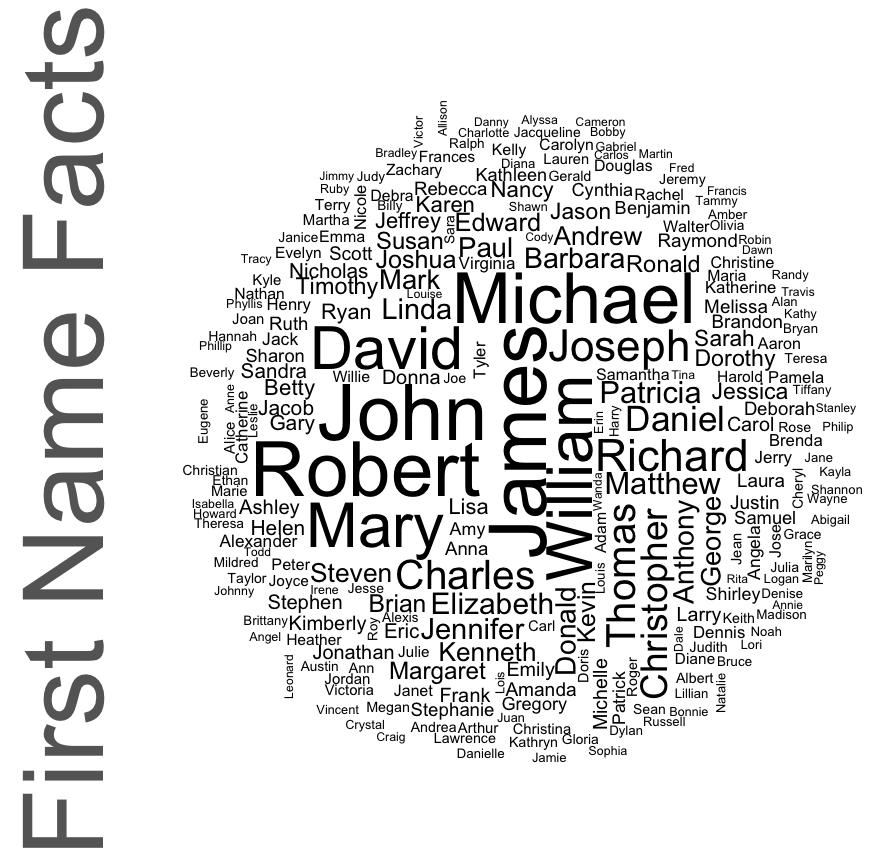 First Name Facts
Allison
Victor
Danny Alyssa Cameron
Charlotte Jacqueline Bobby
Ralph Kelly Carolyn Gabriel
Bradley Frances Diana Lauren Carlos Martin
Zachary Kathleen Gerald Douglas Fred
Jimmy Judy Jeremy
Ruby Nicole Debra Rebecca Nancy Cynthia Rachel Francis
Terry Billy Karen Shawn Jason Benjamin Tammy
Martha Jeffrey Sara Edward Amber
Janice Emma Susan Paul Cody Andrew Walter Olivia
Raymond Robin
Tracy Evelyn Scott Joshua Virginia Barbara Ronald Christine Dawn
Nicholas Mark Maria Randy
Kyle Timothy Louise Michael Katherine Travis
Nathan
Phyllis Henry Ryan Linda Melissa Alan
Joan Ruth Brandon Kathy
Hannah Jack David Tyler James Joseph Sarah Bryan
Phillip Aaron
Sharon Dorothy Teresa
Beverly Sandra Willie Donna Joe Samantha Tina Harold Pamela
Betty William Patricia Jessica Tiffany
Eugene Anne Jacob John Erin Harry Daniel Deborah Stanley
Alice Catherine Leslie Gary Carol Rose Philip
Brenda
Christian Robert Richard Jerry Jane
Ethan Wanda Matthew Laura Cheryl Kayla
Marie Shannon
Isabella Ashley Mary Lisa Thomas Christopher Anthony George Justin Wayne
Howard Samuel Abigail
Theresa Helen Amy Adam Jean Angela Jose Grace
Alexander Anna Marilyn Peggy
Todd
Mildred Peter Steven Charles Louis Julia
Taylor Joyce Rita Logan
Johnny Irene Jesse Shirley Denise
Stephen Brian Elizabeth Donald Kevin Annie
Brittany Kimberly Roy Alexis Larry Keith Madison
Angel Heather Eric Jennifer Carl Dale Dennis Noah
Jonathan Julie Kenneth Judith Lori
Leonard Austin Ann Margaret Lois Emily Doris Michelle Patrick Roger Diane Bruce
Jordan Albert
Victoria Janet Frank Amanda Lillian Natalie
Vincent Megan Stephanie Gregory Sean Bonnie
Crystal Andrea Arthur Juan Russell
Craig Lawrence Christina Dylan
Kathryn Gloria
Danielle Jamie Sophia